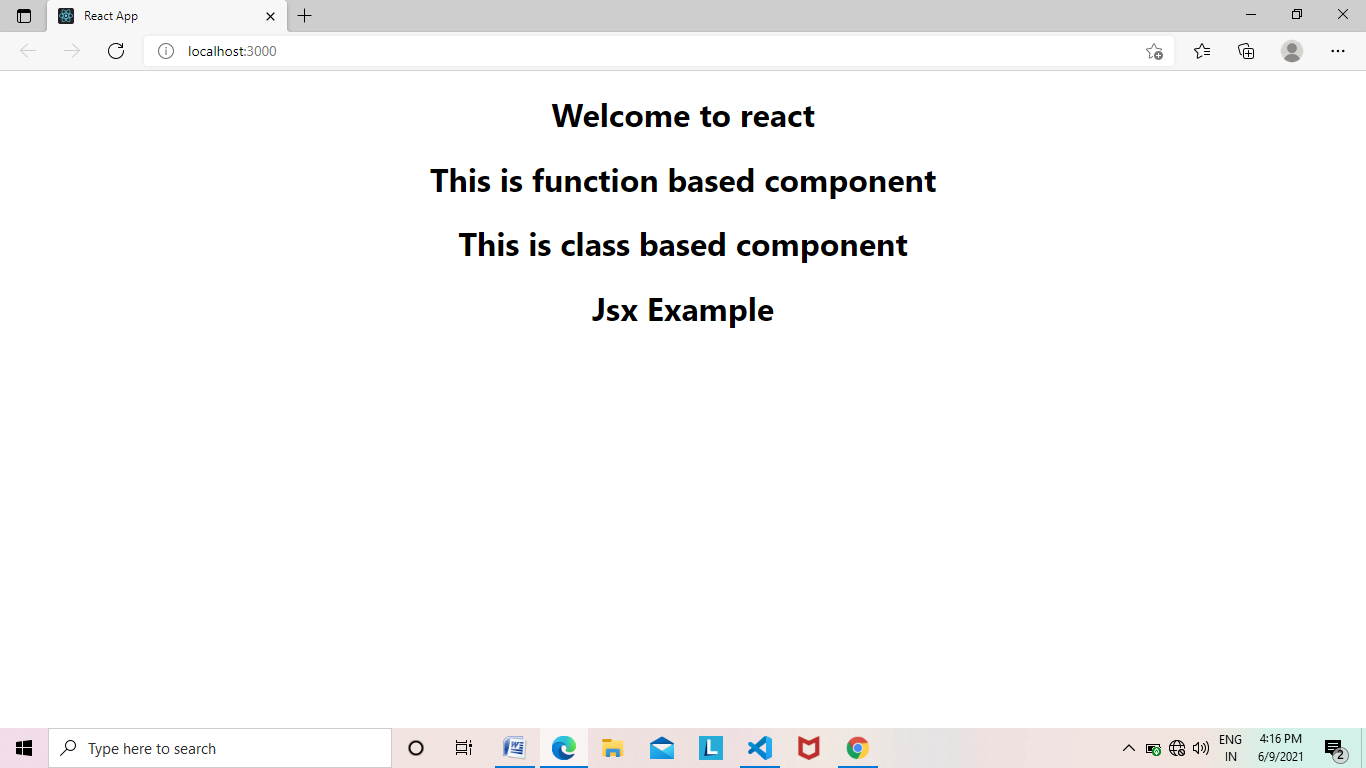 React App
localhost:3000
Welcome to react
This is function based component
This is class based component
Jsx Example
Type here to search
ENG
IN
4:16 PM
6/9/2021
2